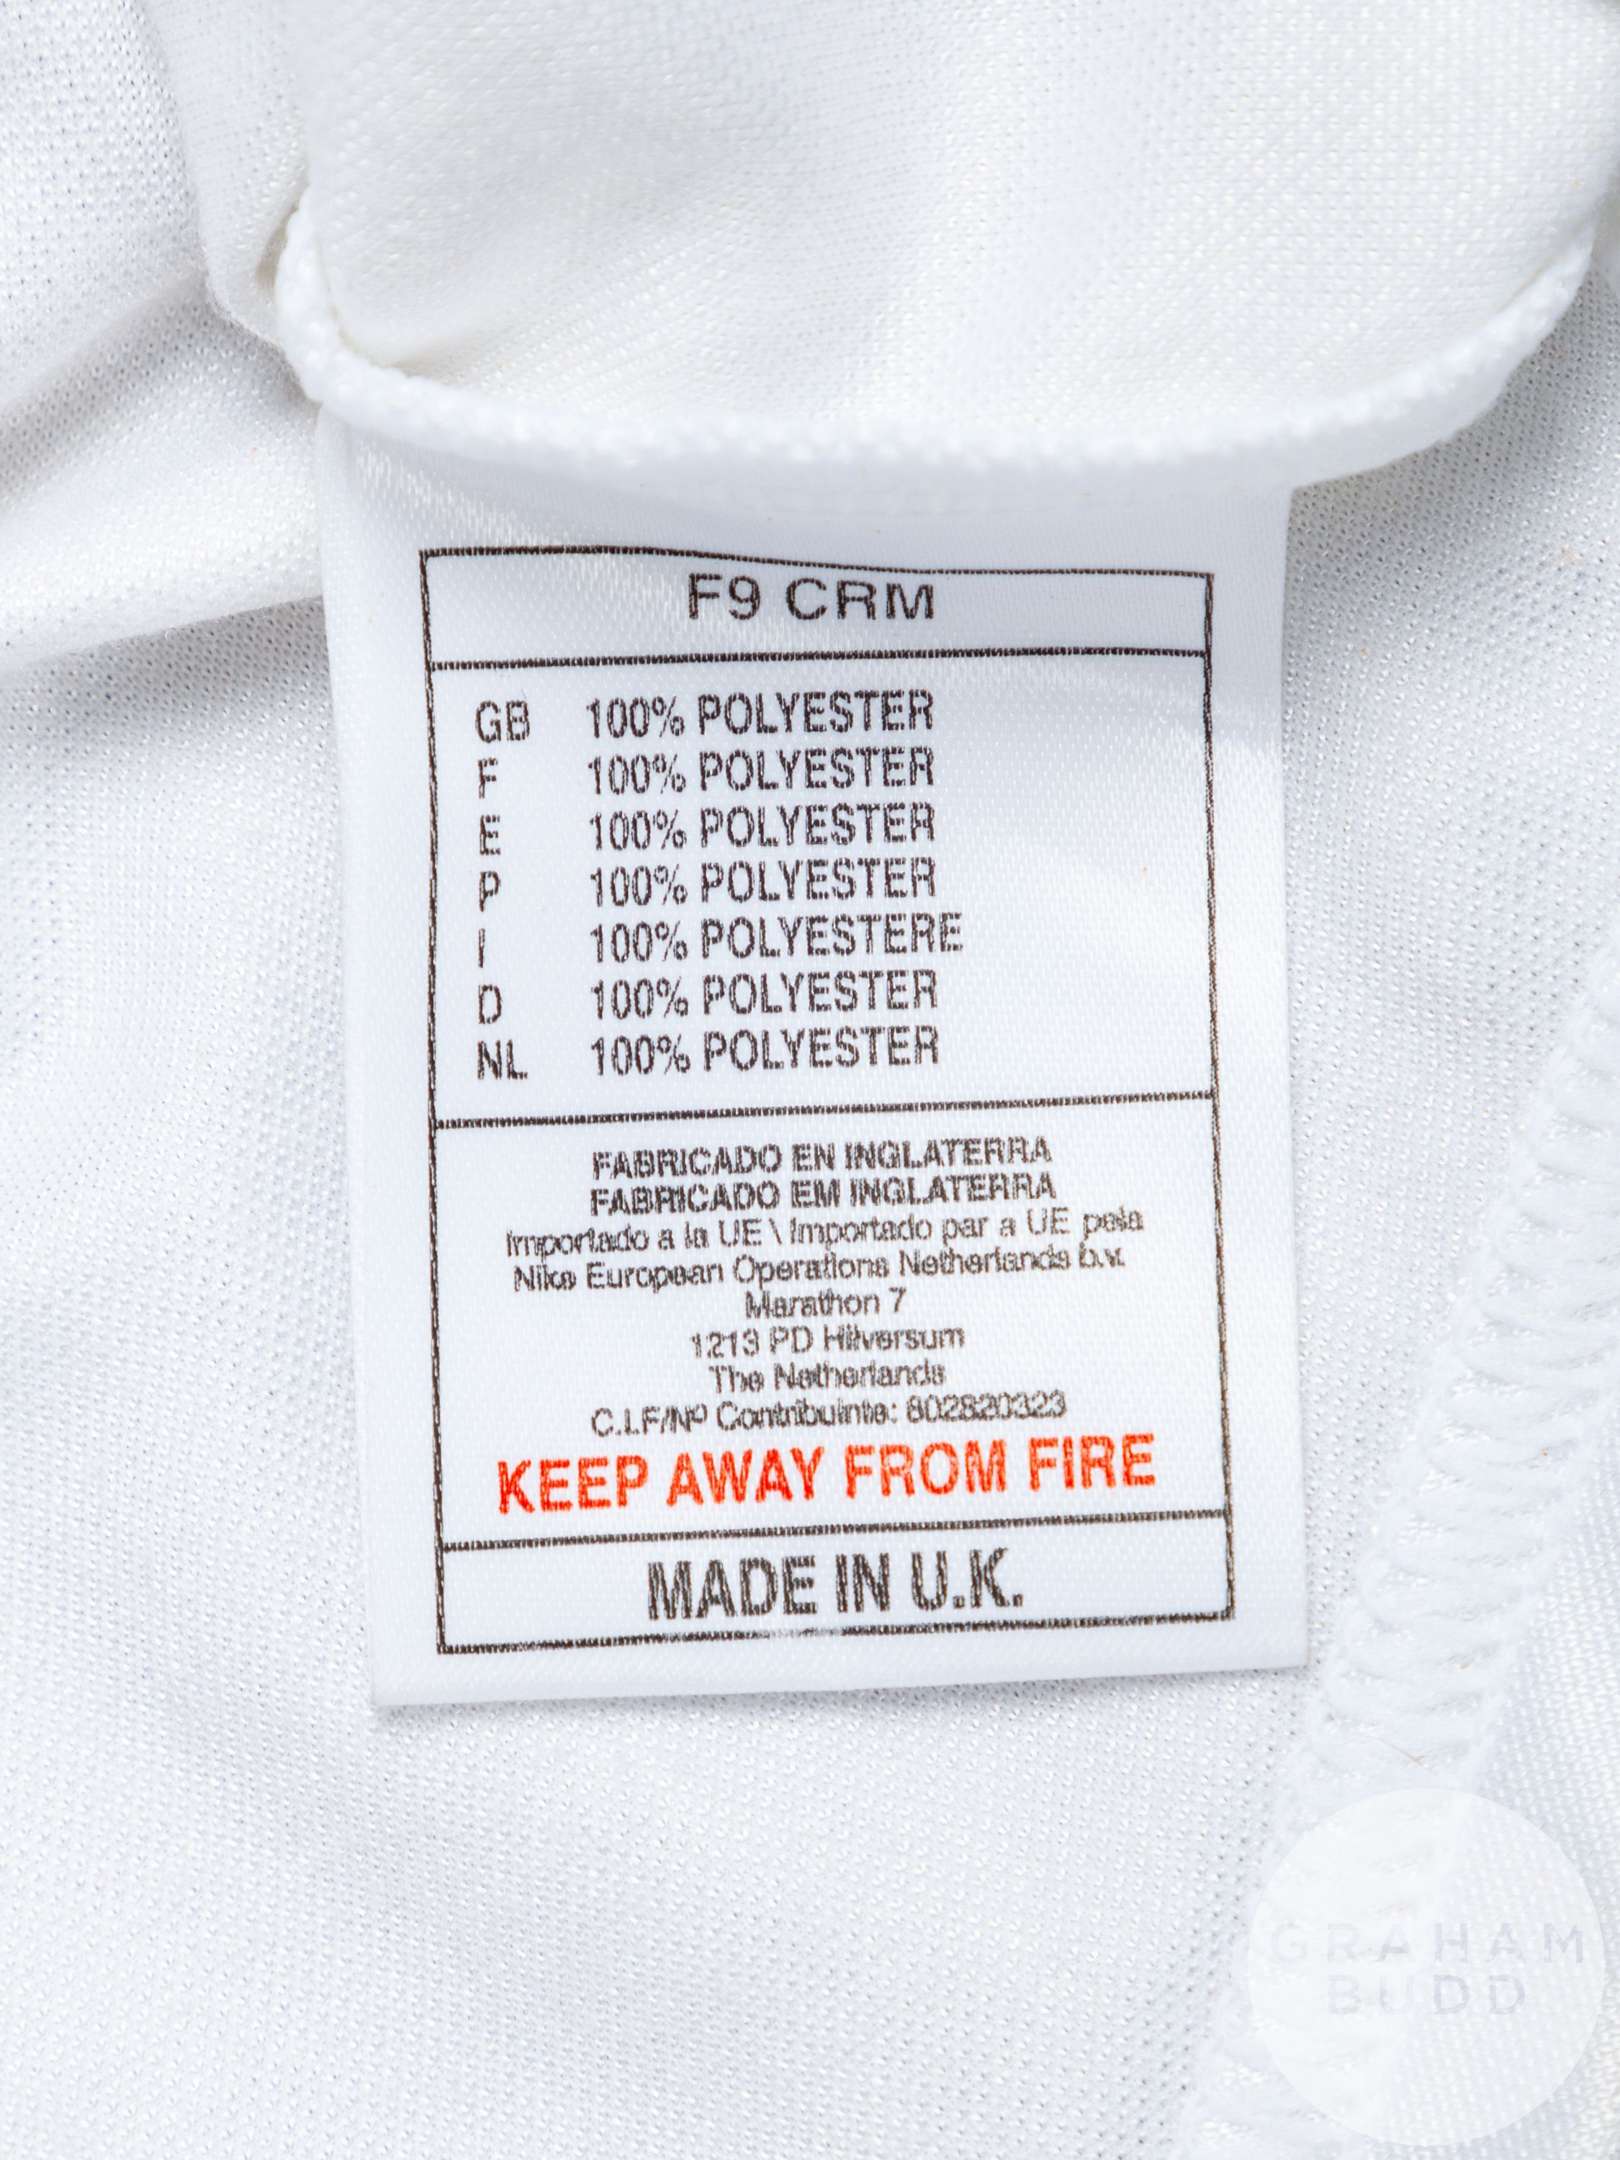 F9 CRM
GB 100% POLYESTER
F 100% POLYESTER
E 100% POLYESTER
P 100% POLYESTER
I 100% POLYESTERE
D 100% POLYESTER
NL 100% POLYESTER
FABRICADO EN INGLATERRA
FABRICADO EM INGLATERRA
Importado a la UE \ Importado par a UE pela
Nike European Operations Netherlands b.v.
Marathon 7
1213 PD Hilversum
The Netherlands
C.I.F/Nº Contribuinte: 802820323
KEEP AWAY FROM FIRE
MADE IN U.K.
GRAHAM
BUDD